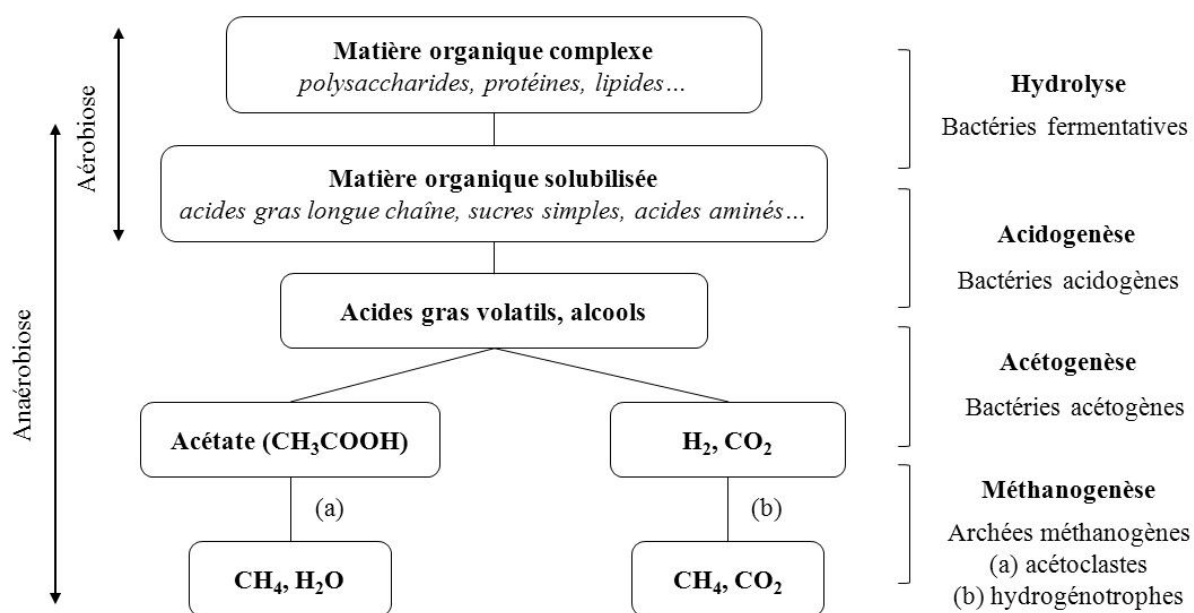 Matière organique complexe
polysaccharides, protéines, lipides…
Hydrolyse
Bactéries fermentatives
Aérobiose
Matière organique solubilisée
acides gras longue chaîne, sucres simples, acides aminés…
Acidogenèse
Bactéries acidogènes
Acides gras volatils, alcools
Anaérobiose
Acétogenèse
Bactéries acétogènes
Acétate (CH₃COOH)
H₂, CO₂
(a)
(b)
Méthanogenèse
Archées méthanogènes
(a) acétoclastes
(b) hydrogénotrophes
CH₄, H₂O
CH₄, CO₂